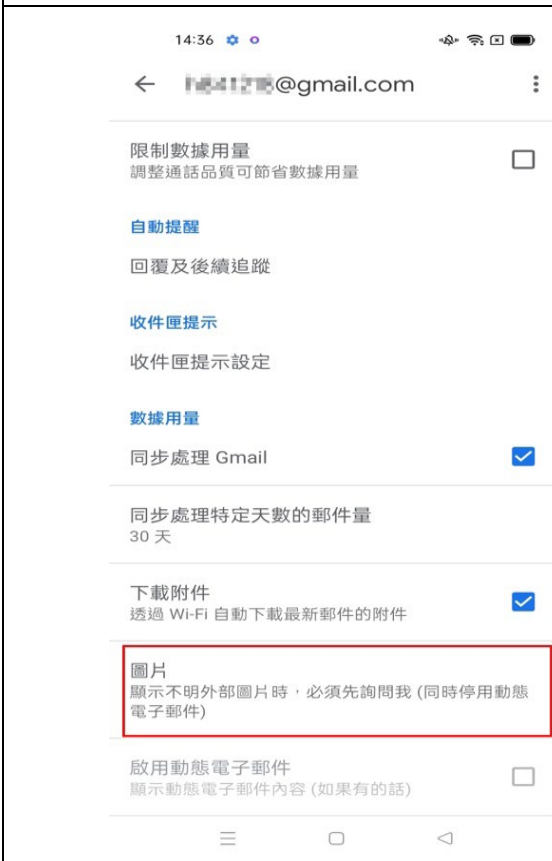 14:36
@gmail.com
限制數據用量
調整通話品質可節省數據用量
自動提醒
回覆及後續追蹤
收件匣提示
收件匣提示設定
數據用量
同步處理 Gmail
同步處理特定天數的郵件量
30 天
下載附件
透過 Wi-Fi 自動下載最新郵件的附件
圖片
顯示不明外部圖片時，必須先詢問我 (同時停用動態
電子郵件)
啟用動態電子郵件
顯示動態電子郵件內容 (如果有的話)